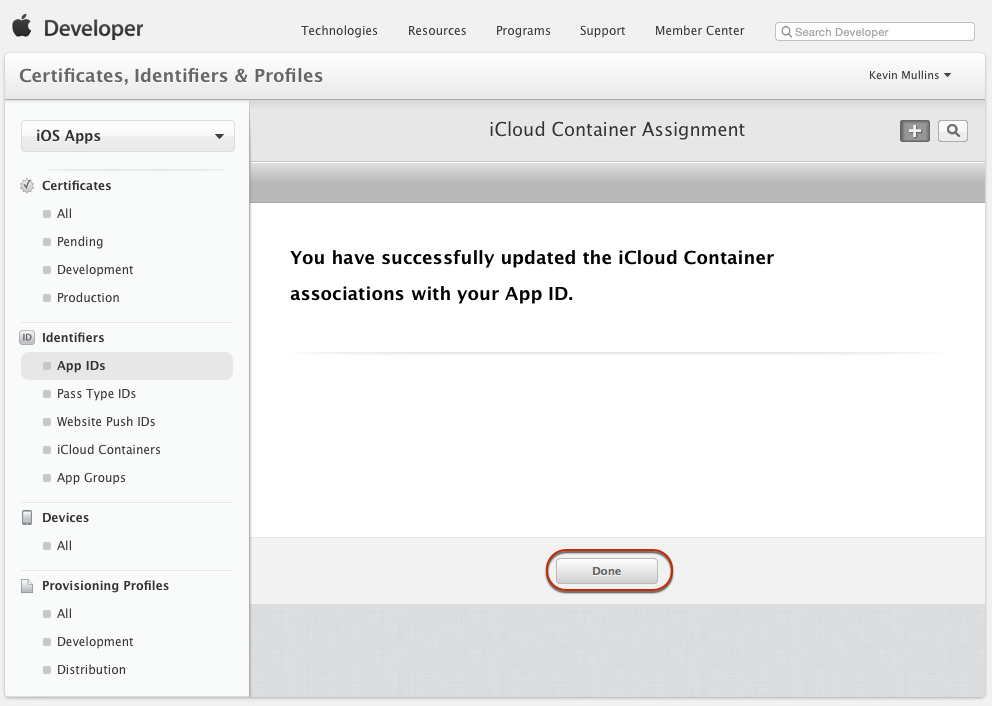 Developer
Technologies
Resources
Programs
Support
Member Center
Search Developer
Certificates, Identifiers & Profiles
Kevin Mullins
iOS Apps
iCloud Container Assignment
Certificates
All
Pending
Development
Production
ID Identifiers
App IDs
Pass Type IDs
Website Push IDs
iCloud Containers
App Groups
Devices
All
Provisioning Profiles
All
Development
Distribution
You have successfully updated the iCloud Container
associations with your App ID.
Done